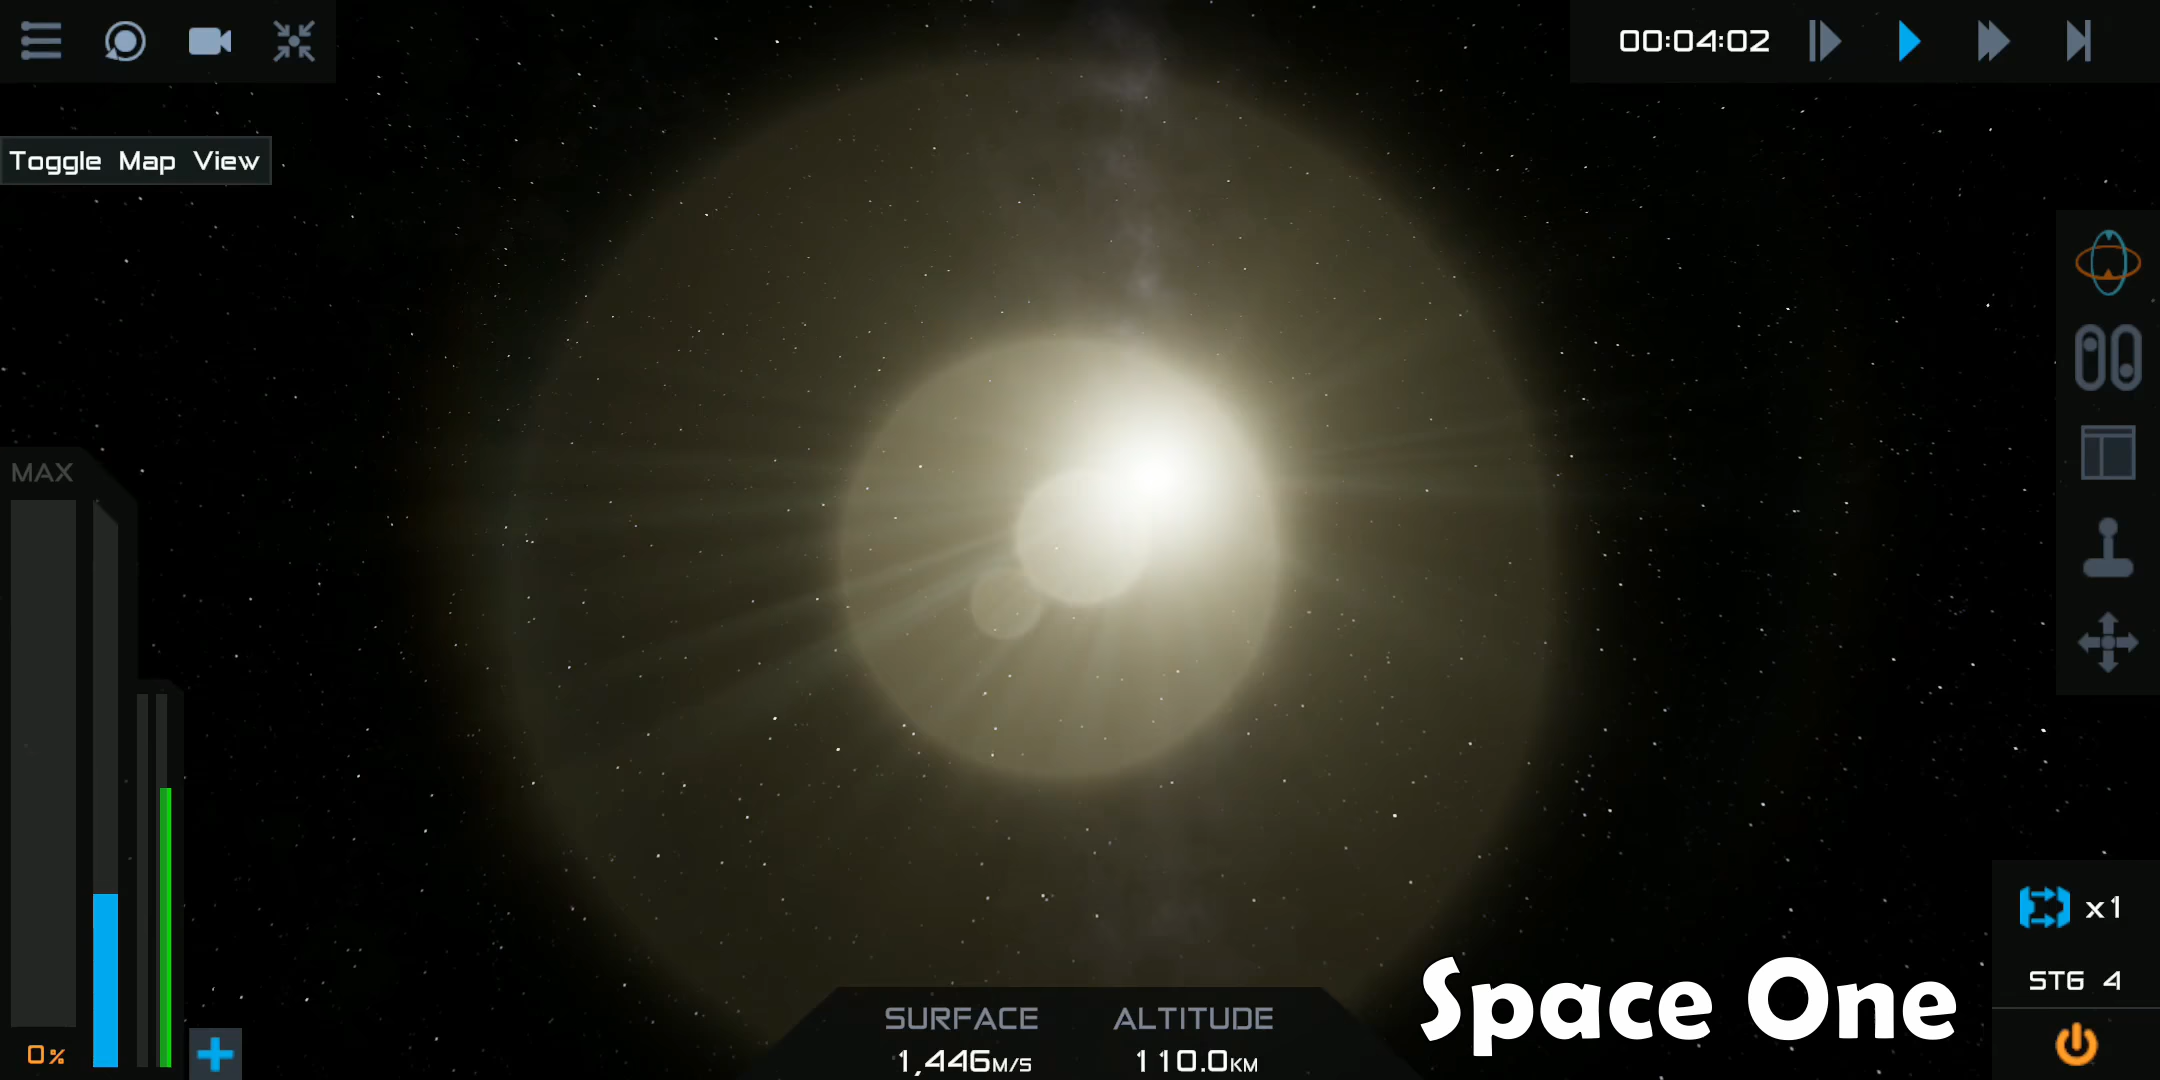 00:04:02
Toggle Map View
MAX
0%
SURFACE
1,446M/S
ALTITUDE
110.0KM
Space One
x1
STG 4